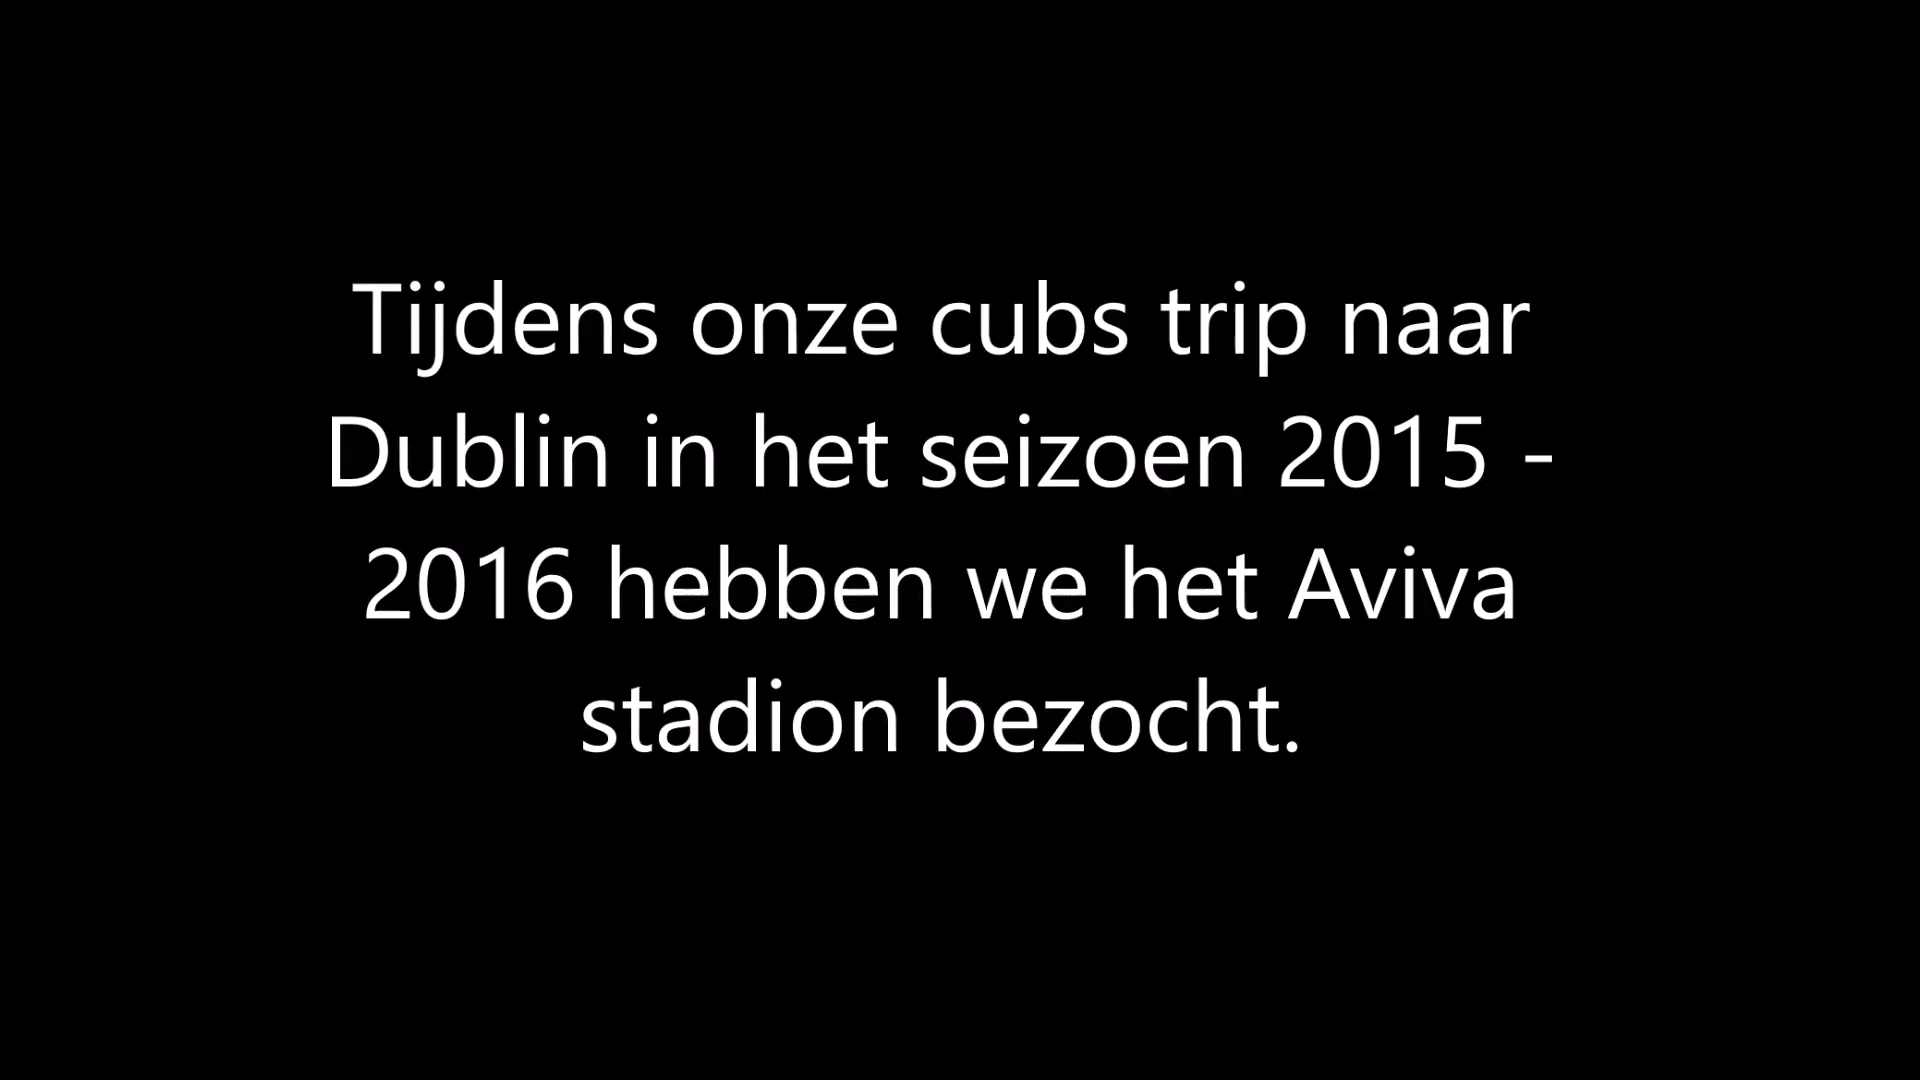 Tijdens onze cubs trip naar
Dublin in het seizoen 2015 -
2016 hebben we het Aviva
stadion bezocht.